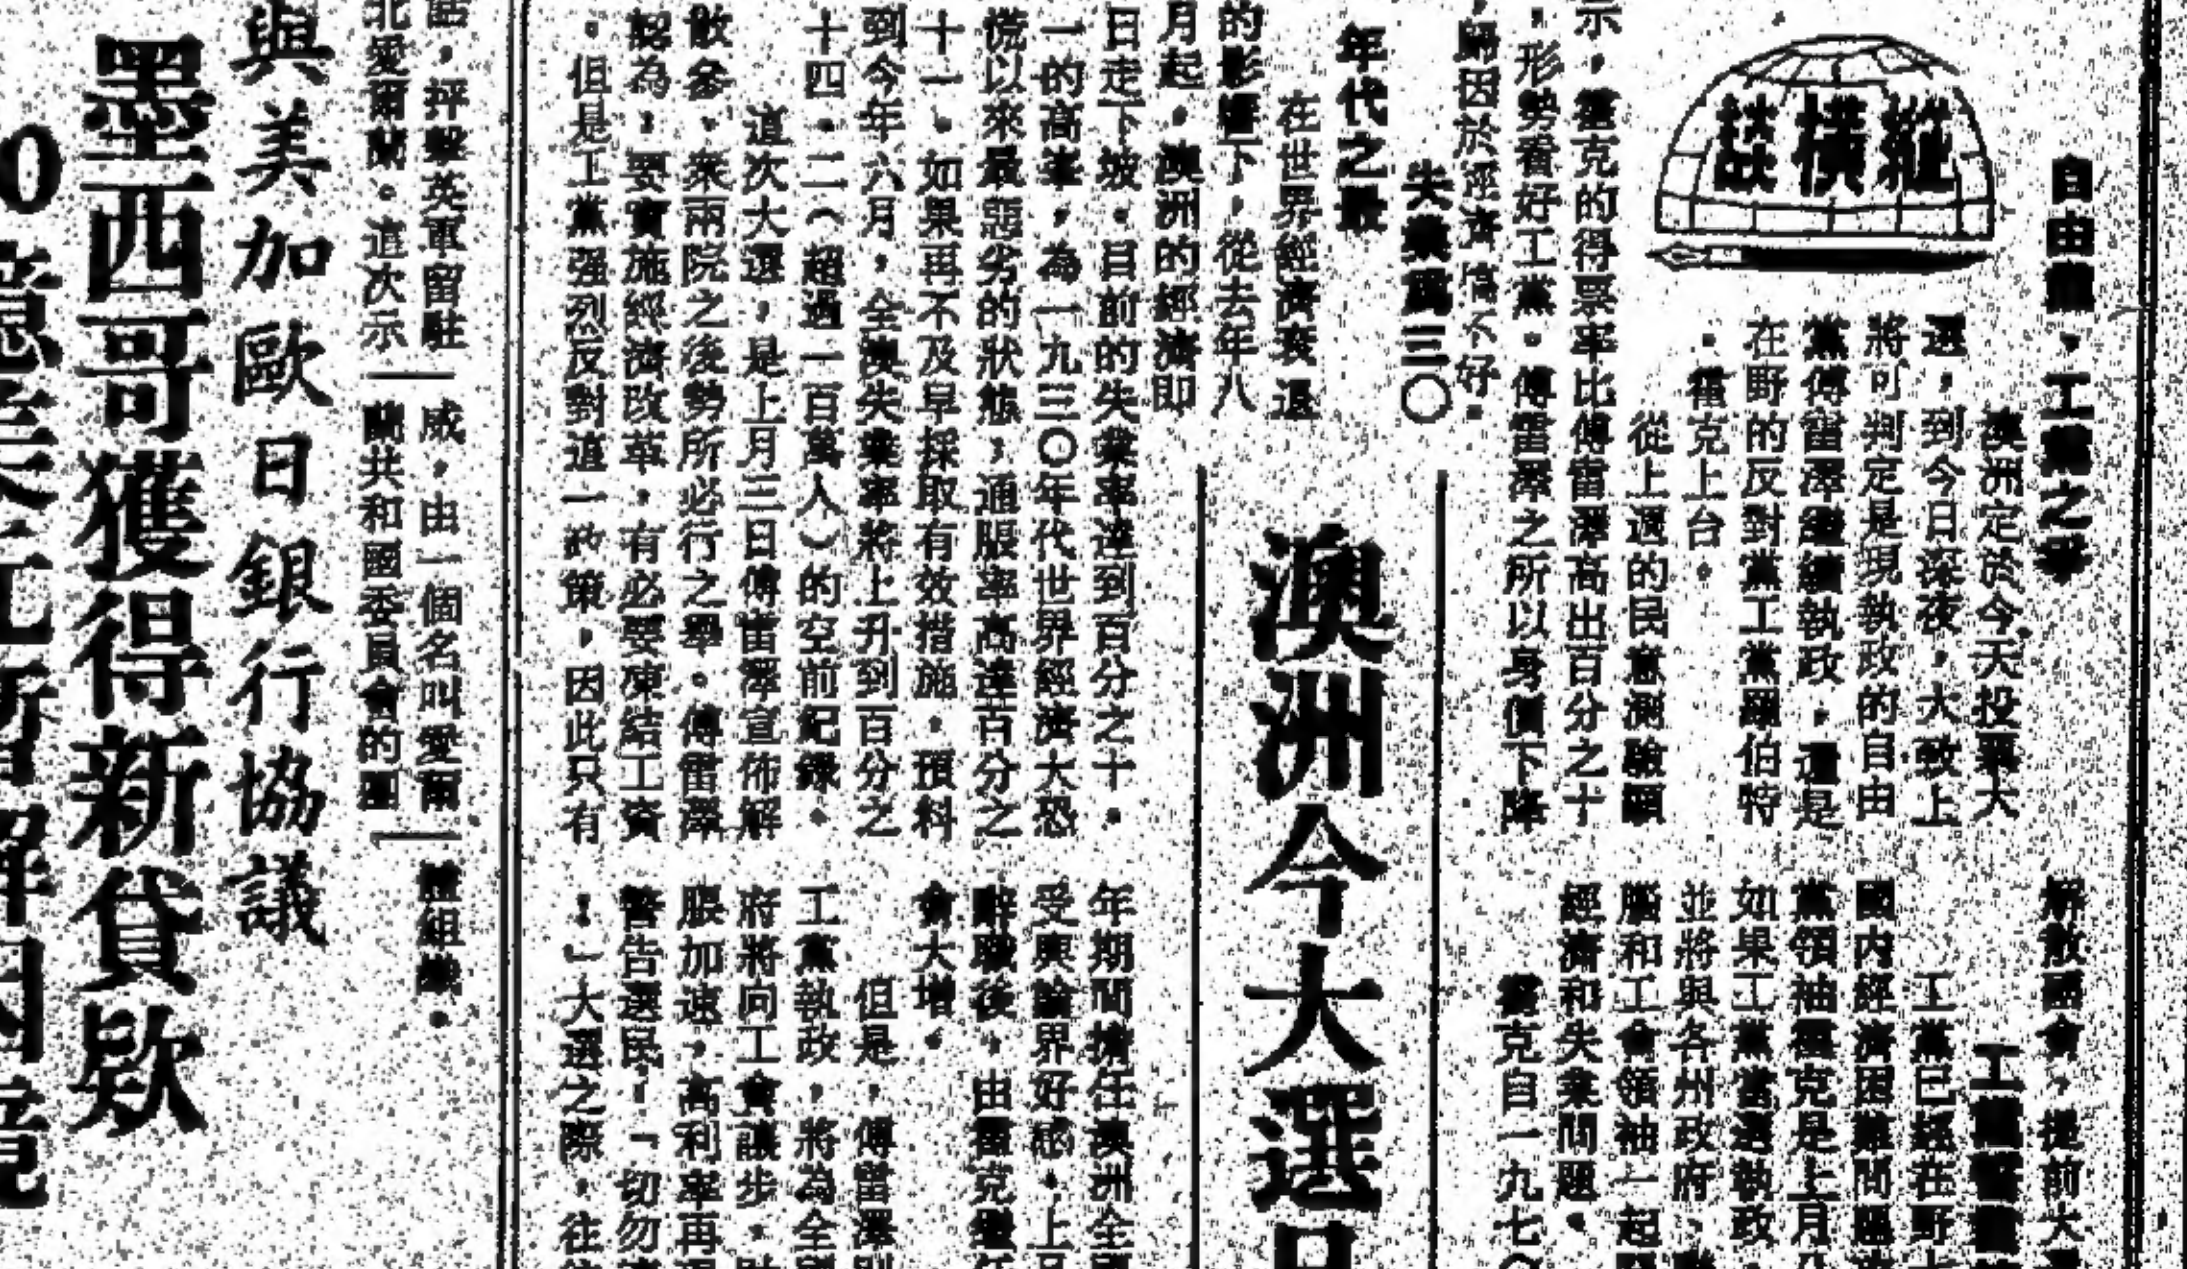 縱橫談
自由黨，工黨之爭
澳洲定於今天投票大
選，到今日深夜，大致上
將可判定是現執政的自由
黨傅雷澤繼續執政，還是
在野的反對黨工黨羅伯特
．霍克上台。
從上週的民意測驗顯
示，霍克的得票率比傅雷澤高出百分之十
，形勢看好工黨。傅雷澤之所以身價下降
，歸因於經濟情不好。
失業為三〇
年代之最
在世界經濟衰退
的影響下，從去年八
月起，澳洲的經濟即
日走下坡。目前的失業率達到百分之十．
一的高峯，為一九三〇年代世界經濟大恐
慌以來最惡劣的狀態，通脹率高達百分之
十一。如果再不及早採取有效措施，預料
到今年六月，全澳失業率將上升到百分之
十四．二（超過一百萬人）的空前紀錄。
這次大選，是上月三日傅雷澤宣佈解
散參、衆兩院之後勢所必行之舉。傅雷澤
認為，要實施經濟改革，有必要凍結工資
。但是工黨强烈反對這一政策，因此只有
解散國會，提前大
工黨已經在野
國內經濟困難問題
黨領袖霍克是上月
如果工黨當選執政
並將與各州政府、
腦和工會領袖一起
經濟和失業問題。
霍克自一九七〇
年期間擔任澳洲全國
受輿論界好感。上月
辭職後，由霍克繼任
會大增。
但是，傅雷澤則
工黨執政，將為全國
府將向工會讓步，
脹加速，高利率再
警告選民：「切勿
！」大選之際，往往
澳洲今大選
話，抨擊英軍留駐
北愛爾蘭。這次示
威，由一個名叫愛爾
蘭共和國委員會的團
體組織。
與美加歐日銀行協議
墨西哥獲得新貸欵
解困境